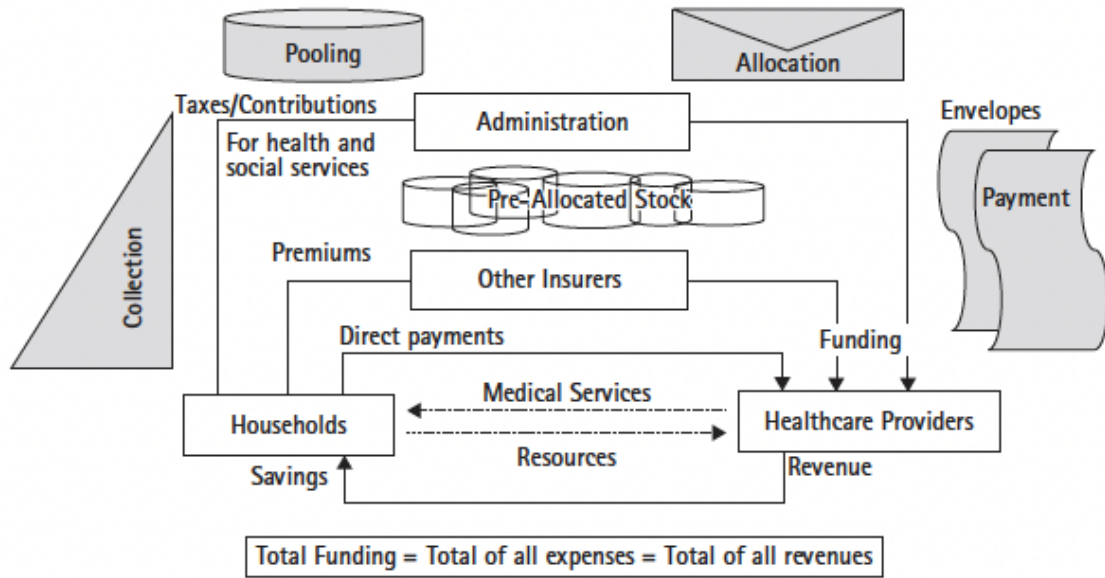 Pooling
Allocation
Taxes/Contributions
Administration
For health and
social services
Envelopes
Payment
Pre-Allocated Stock
Collection
Premiums
Other Insurers
Direct payments
Funding
Medical Services
Households
Healthcare Providers
Resources
Savings
Revenue
Total Funding = Total of all expenses = Total of all revenues